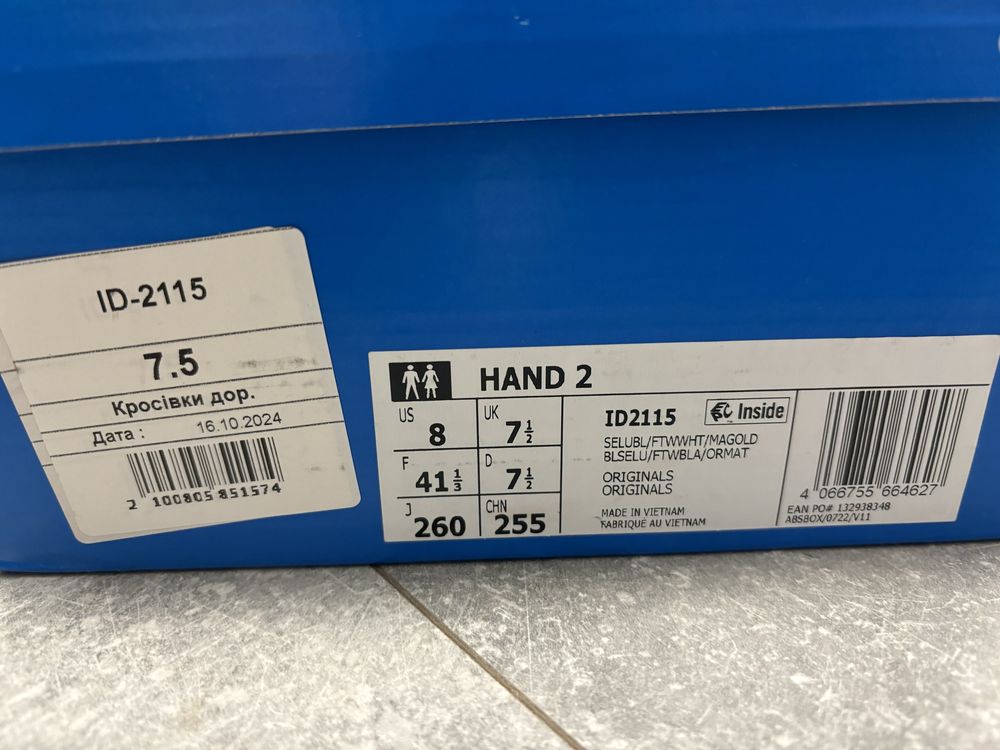 ID-2115
7.5
Кросівки дор.
Дата : 16.10.2024
2 100805 851574
HAND 2
US 8 UK 7½
F 41⅓ D 7½
J 260 CHN 255
ID2115 Inside
SELUBL/FTWWHT/MAGOLD
BLSELU/FTWBLA/ORMAT
ORIGINALS
ORIGINALS
MADE IN VIETNAM
FABRIQUÉ AU VIETNAM
4 066755 664627
EAN PO# 132938348
ABSBOX/0722/V11